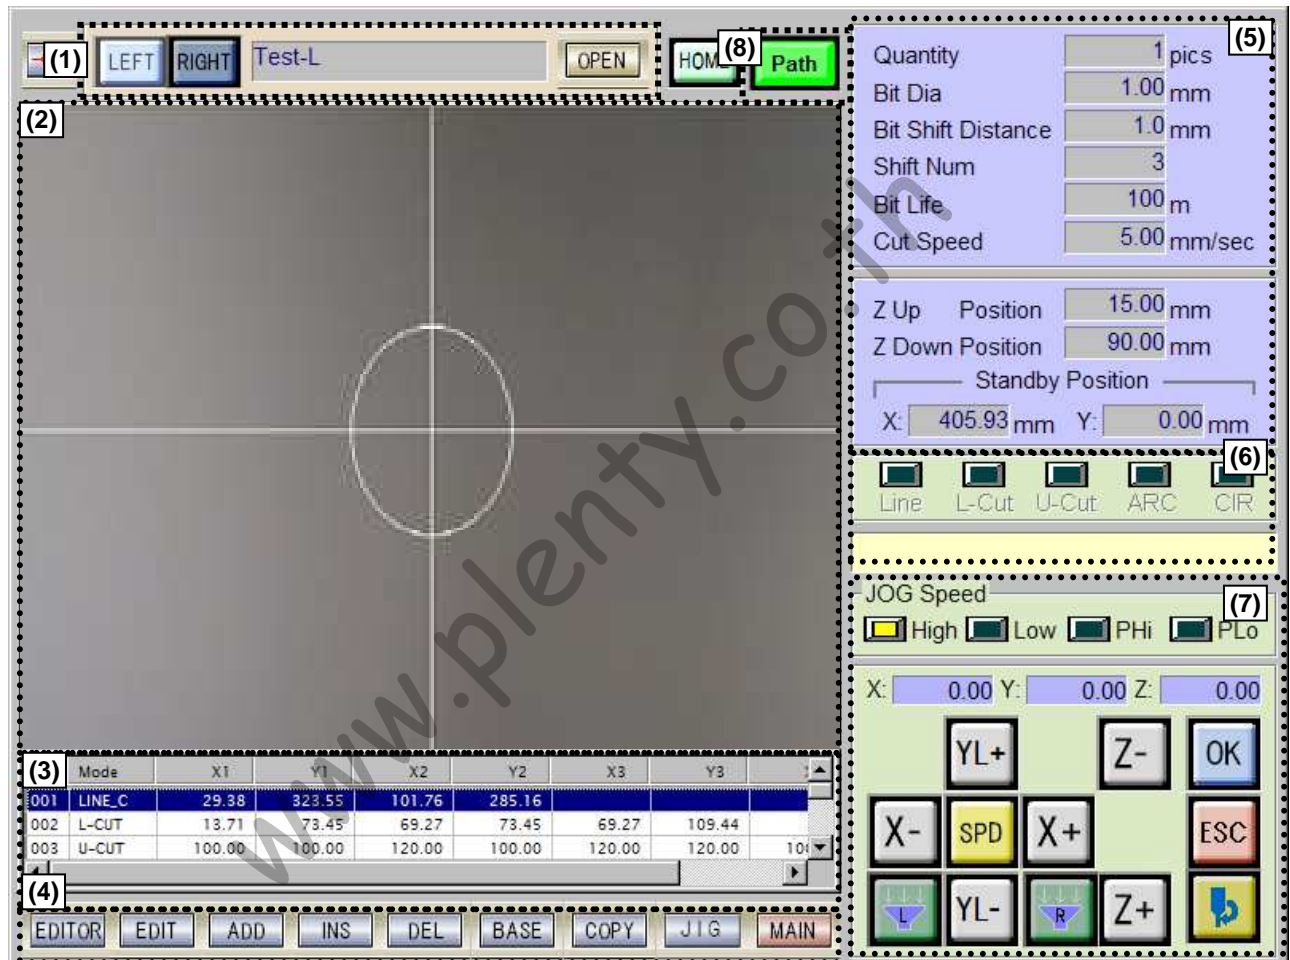 (1) LEFT RIGHT Test-L OPEN (8) Path
(2)
(5)
Quantity 1 pics
Bit Dia 1.00 mm
Bit Shift Distance 1.0 mm
Shift Num 3
Bit Life 100 m
Cut Speed 5.00 mm/sec
Z Up Position 15.00 mm
Z Down Position 90.00 mm
Standby Position
X: 405.93 mm Y: 0.00 mm
(6)
Line L-Cut U-Cut ARC CIR
JOG Speed (7)
High Low PHi PLo
X: 0.00 Y: 0.00 Z: 0.00
YL+ Z- OK
X- SPD X+ ESC
L YL- R Z+
(3) Mode X1 Y1 X2 Y2 X3 Y3
001 LINE_C 29.38 323.55 101.76 285.16
002 L-CUT 13.71 73.45 69.27 73.45 69.27 109.44
003 U-CUT 100.00 100.00 120.00 100.00 120.00 120.00
(4)
EDITOR EDIT ADD INS DEL BASE COPY JIG MAIN
www.plenty.co.th